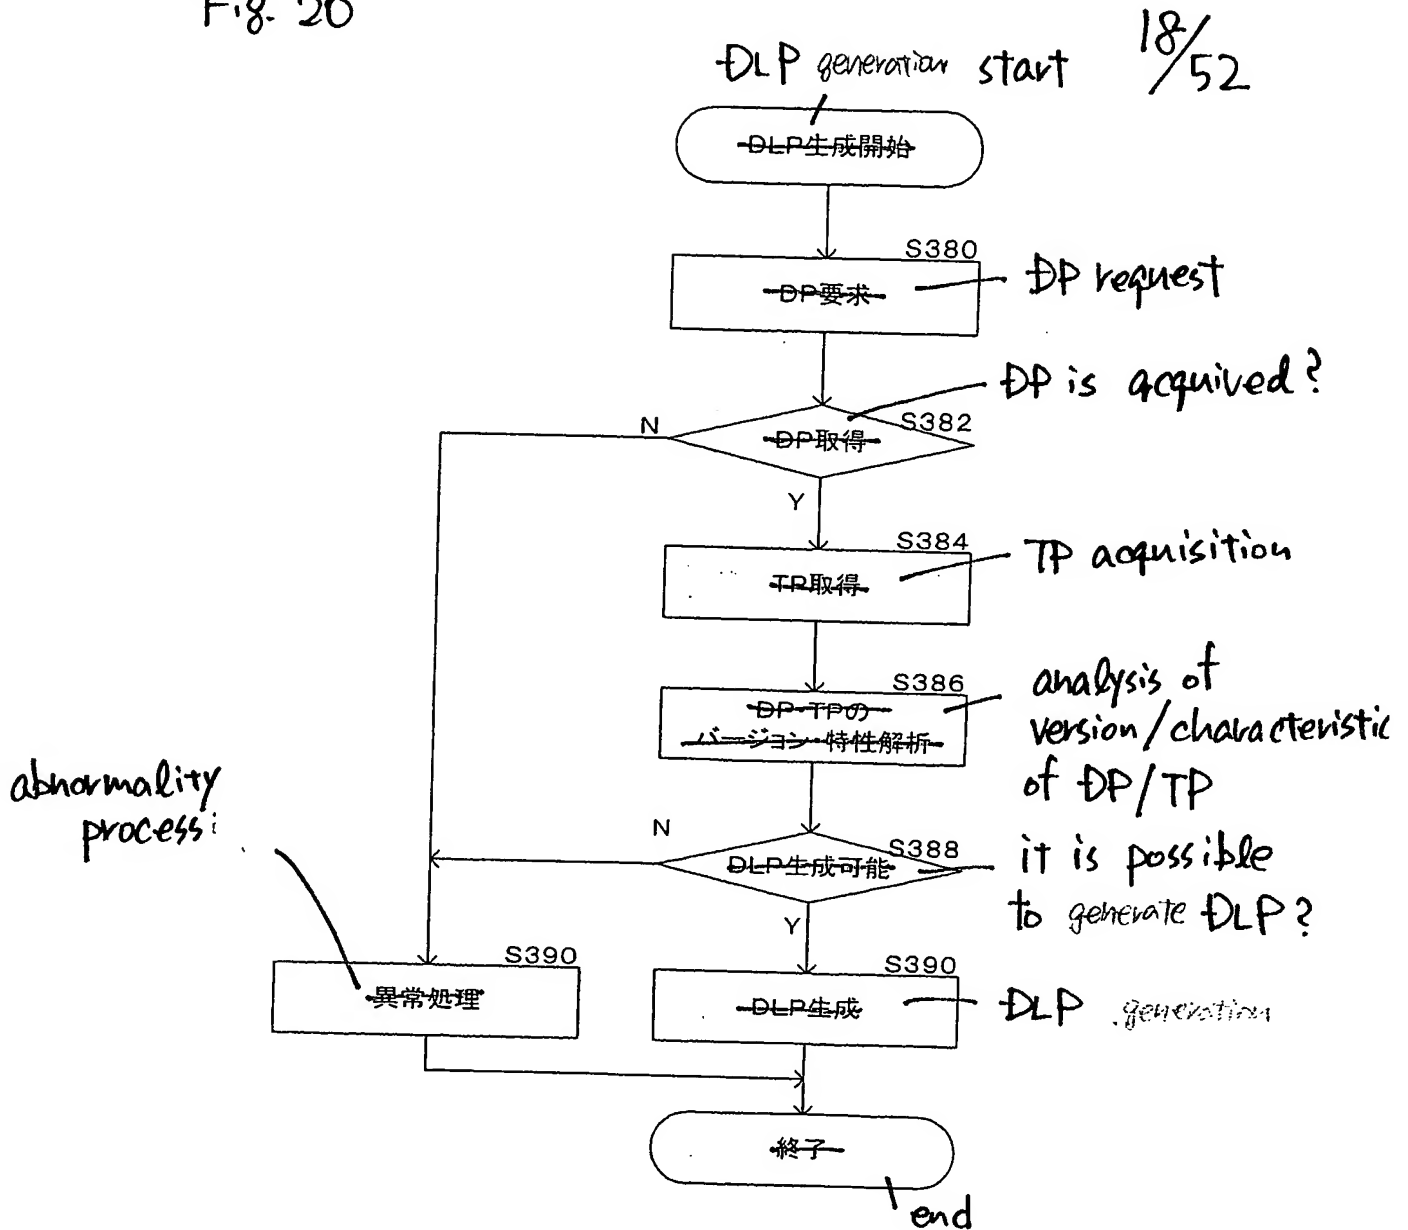 Fig. 20
18/52
DLP generation start
DLP生成開始
S380
DP要求
DP request
DP is acquired?
N
S382
DP取得
Y
S384
TP取得
TP acquisition
S386
DP・TPの
バージョン・特性解析
analysis of
version/characteristic
of DP/TP
abnormality
process
N
S388
DLP生成可能
it is possible
to generate DLP?
Y
S390
異常処理
S390
DLP生成
DLP generation
終了
end